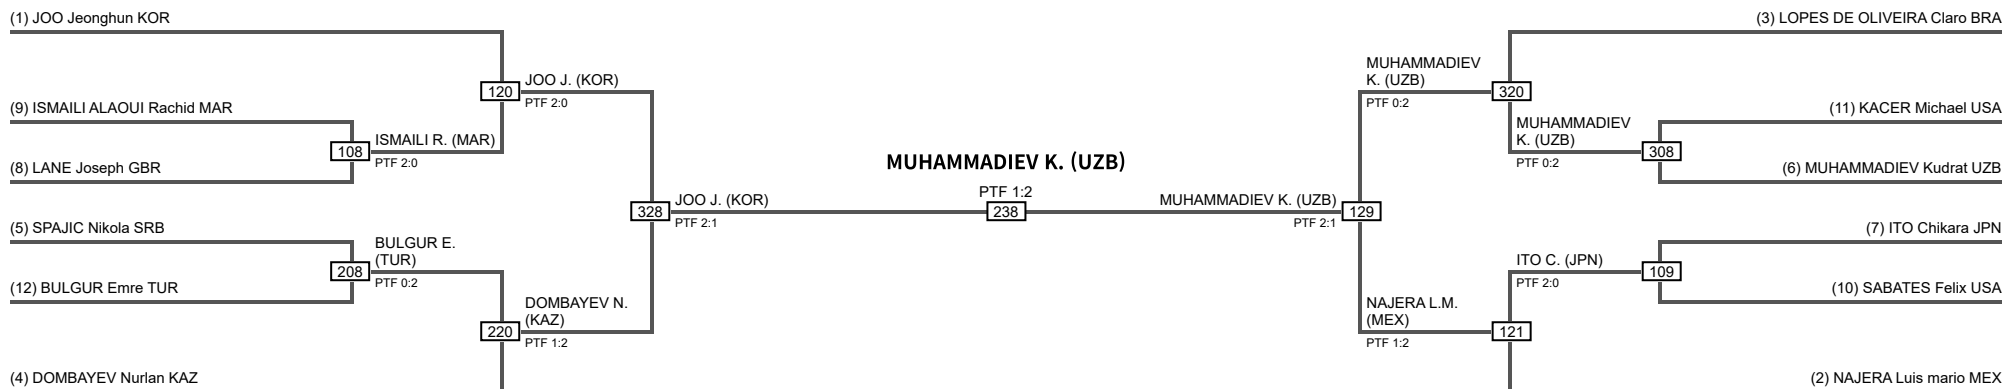 (1) JOO Jeonghun KOR
(9) ISMAILI ALAOUI Rachid MAR
(8) LANE Joseph GBR
(5) SPAJIC Nikola SRB
(12) BULGUR Emre TUR
(4) DOMBAYEV Nurlan KAZ
108
ISMAILI R. (MAR)
PTF 2:0
208
BULGUR E.
(TUR)
PTF 0:2
120
JOO J. (KOR)
PTF 2:0
220
DOMBAYEV N.
(KAZ)
PTF 1:2
328
JOO J. (KOR)
PTF 2:1
MUHAMMADIEV K. (UZB)
PTF 1:2
238
MUHAMMADIEV K. (UZB)
PTF 2:1
129
MUHAMMADIEV
K. (UZB)
PTF 0:2
320
NAJERA L.M.
(MEX)
PTF 1:2
121
MUHAMMADIEV
K. (UZB)
PTF 0:2
308
ITO C. (JPN)
PTF 2:0
109
(3) LOPES DE OLIVEIRA Claro BRA
(11) KACER Michael USA
(6) MUHAMMADIEV Kudrat UZB
(7) ITO Chikara JPN
(10) SABATES Felix USA
(2) NAJERA Luis mario MEX